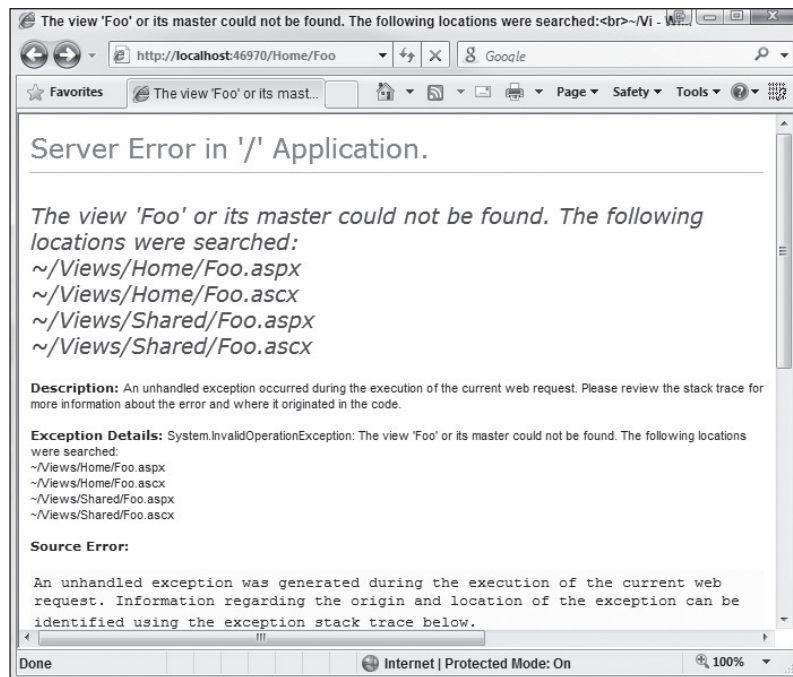 The view 'Foo' or its master could not be found. The following locations were searched:<br>~/Vi - W...
http://localhost:46970/Home/Foo
Google
Favorites
The view 'Foo' or its mast...
Page
Safety
Tools
Server Error in '/' Application.
The view 'Foo' or its master could not be found. The following
locations were searched:
~/Views/Home/Foo.aspx
~/Views/Home/Foo.ascx
~/Views/Shared/Foo.aspx
~/Views/Shared/Foo.ascx
Description: An unhandled exception occurred during the execution of the current web request. Please review the stack trace for
more information about the error and where it originated in the code.
Exception Details: System.InvalidOperationException: The view 'Foo' or its master could not be found. The following locations
were searched:
~/Views/Home/Foo.aspx
~/Views/Home/Foo.ascx
~/Views/Shared/Foo.aspx
~/Views/Shared/Foo.ascx
Source Error:
An unhandled exception was generated during the execution of the current web
request. Information regarding the origin and location of the exception can be
identified using the exception stack trace below.
Done
Internet | Protected Mode: On
100%